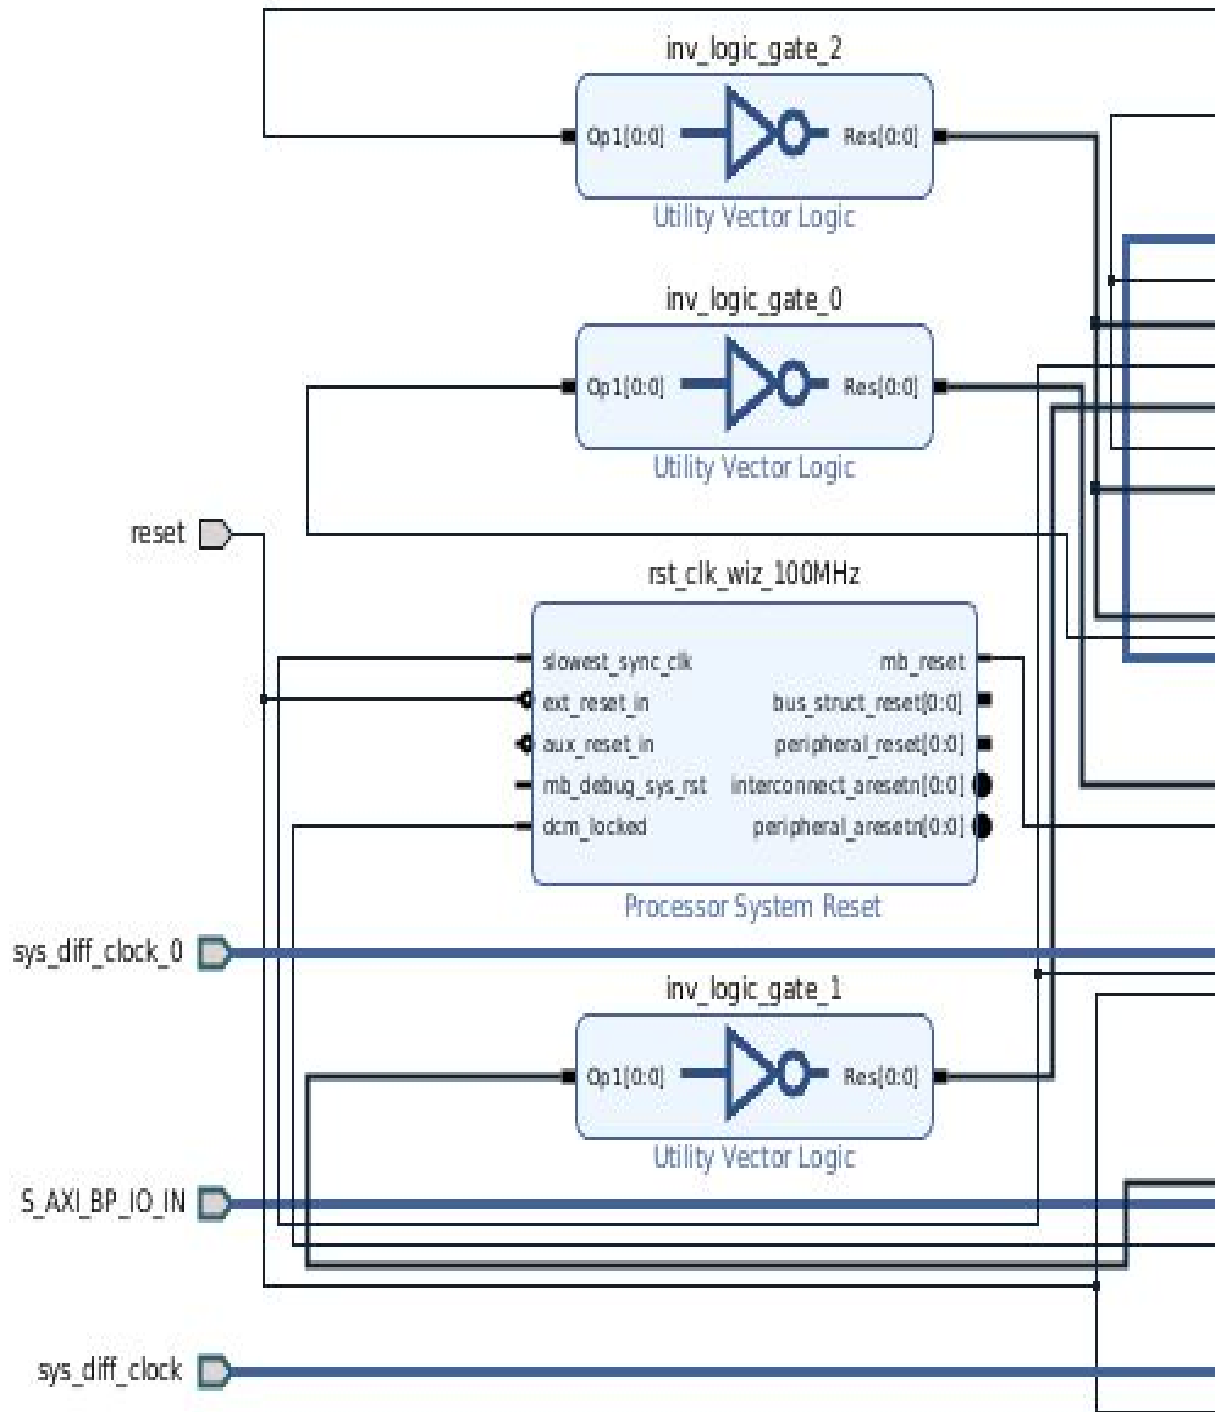 inv_logic_gate_2
Op1[0:0]
Res[0:0]
Utility Vector Logic
inv_logic_gate_0
Op1[0:0]
Res[0:0]
Utility Vector Logic
reset
rst_clk_wiz_100MHz
slowest_sync_clk
mb_reset
ext_reset_in
bus_struct_reset[0:0]
aux_reset_in
peripheral_reset[0:0]
mb_debug_sys_rst
interconnect_aresetn[0:0]
dcm_locked
peripheral_aresetn[0:0]
Processor System Reset
sys_diff_clock_0
inv_logic_gate_1
Op1[0:0]
Res[0:0]
Utility Vector Logic
S_AXI_BP_IO_IN
sys_diff_clock